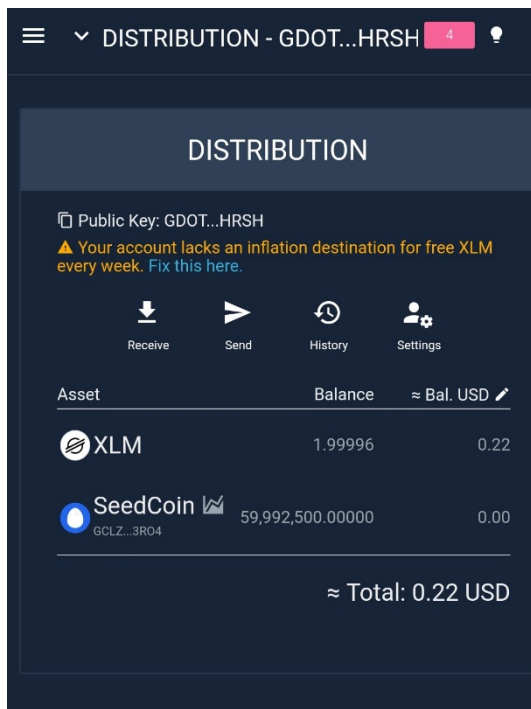 DISTRIBUTION - GDOT...HRSH 4
DISTRIBUTION
Public Key: GDOT...HRSH
Your account lacks an inflation destination for free XLM
every week. Fix this here.
Receive Send History Settings
Asset Balance ≈ Bal. USD
XLM 1.99996 0.22
SeedCoin 59,992,500.00000 0.00
GCLZ...3RO4
≈ Total: 0.22 USD